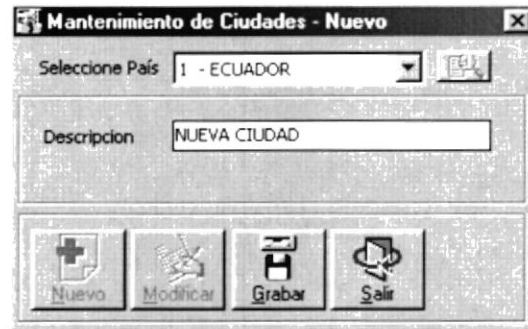 Mantenimiento de Ciudades - Nuevo
Seleccione País 1 - ECUADOR
Descripcion NUEVA CIUDAD
Nuevo Modificar Grabar Salir